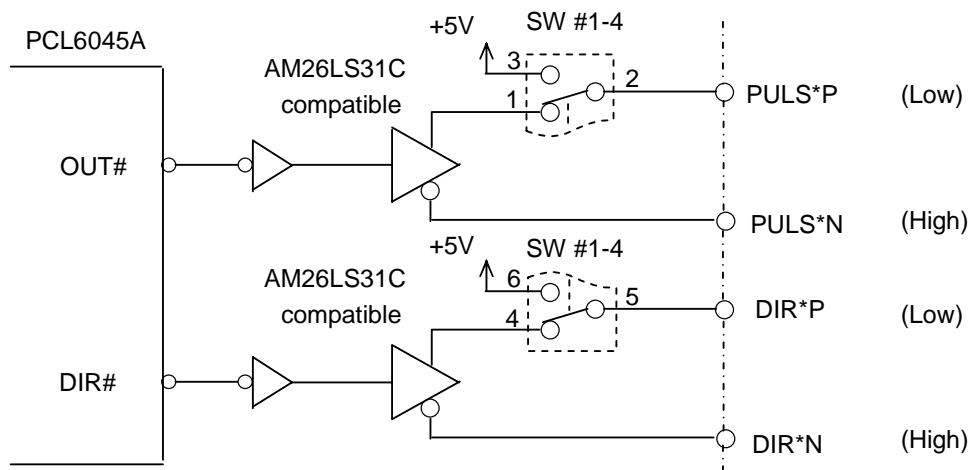 SW #1-4
+5V
PCL6045A
AM26LS31C
compatible
3
2
1
PULS*P
(Low)
OUT#
PULS*N
(High)
+5V
SW #1-4
AM26LS31C
compatible
6
5
4
DIR*P
(Low)
DIR#
DIR*N
(High)